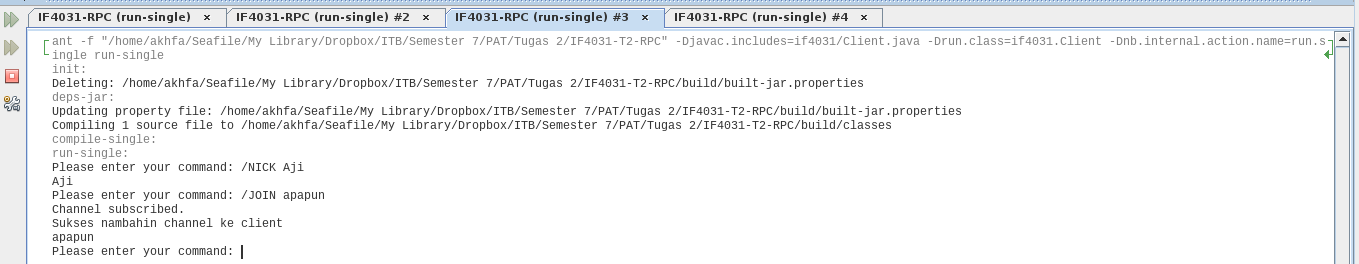 IF4031-RPC (run-single) × IF4031-RPC (run-single) #2 × IF4031-RPC (run-single) #3 × IF4031-RPC (run-single) #4 ×
ant -f "/home/akhfa/Seafile/My Library/Dropbox/ITB/Semester 7/PAT/Tugas 2/IF4031-T2-RPC" -Djavac.includes=if4031/Client.java -Drun.class=if4031.Client -Dnb.internal.action.name=run.s
ingle run-single
init:
Deleting: /home/akhfa/Seafile/My Library/Dropbox/ITB/Semester 7/PAT/Tugas 2/IF4031-T2-RPC/build/built-jar.properties
deps-jar:
Updating property file: /home/akhfa/Seafile/My Library/Dropbox/ITB/Semester 7/PAT/Tugas 2/IF4031-T2-RPC/build/built-jar.properties
Compiling 1 source file to /home/akhfa/Seafile/My Library/Dropbox/ITB/Semester 7/PAT/Tugas 2/IF4031-T2-RPC/build/classes
compile-single:
run-single:
Please enter your command: /NICK Aji
Aji
Please enter your command: /JOIN apapun
Channel subscribed.
Sukses nambahin channel ke client
apapun
Please enter your command: